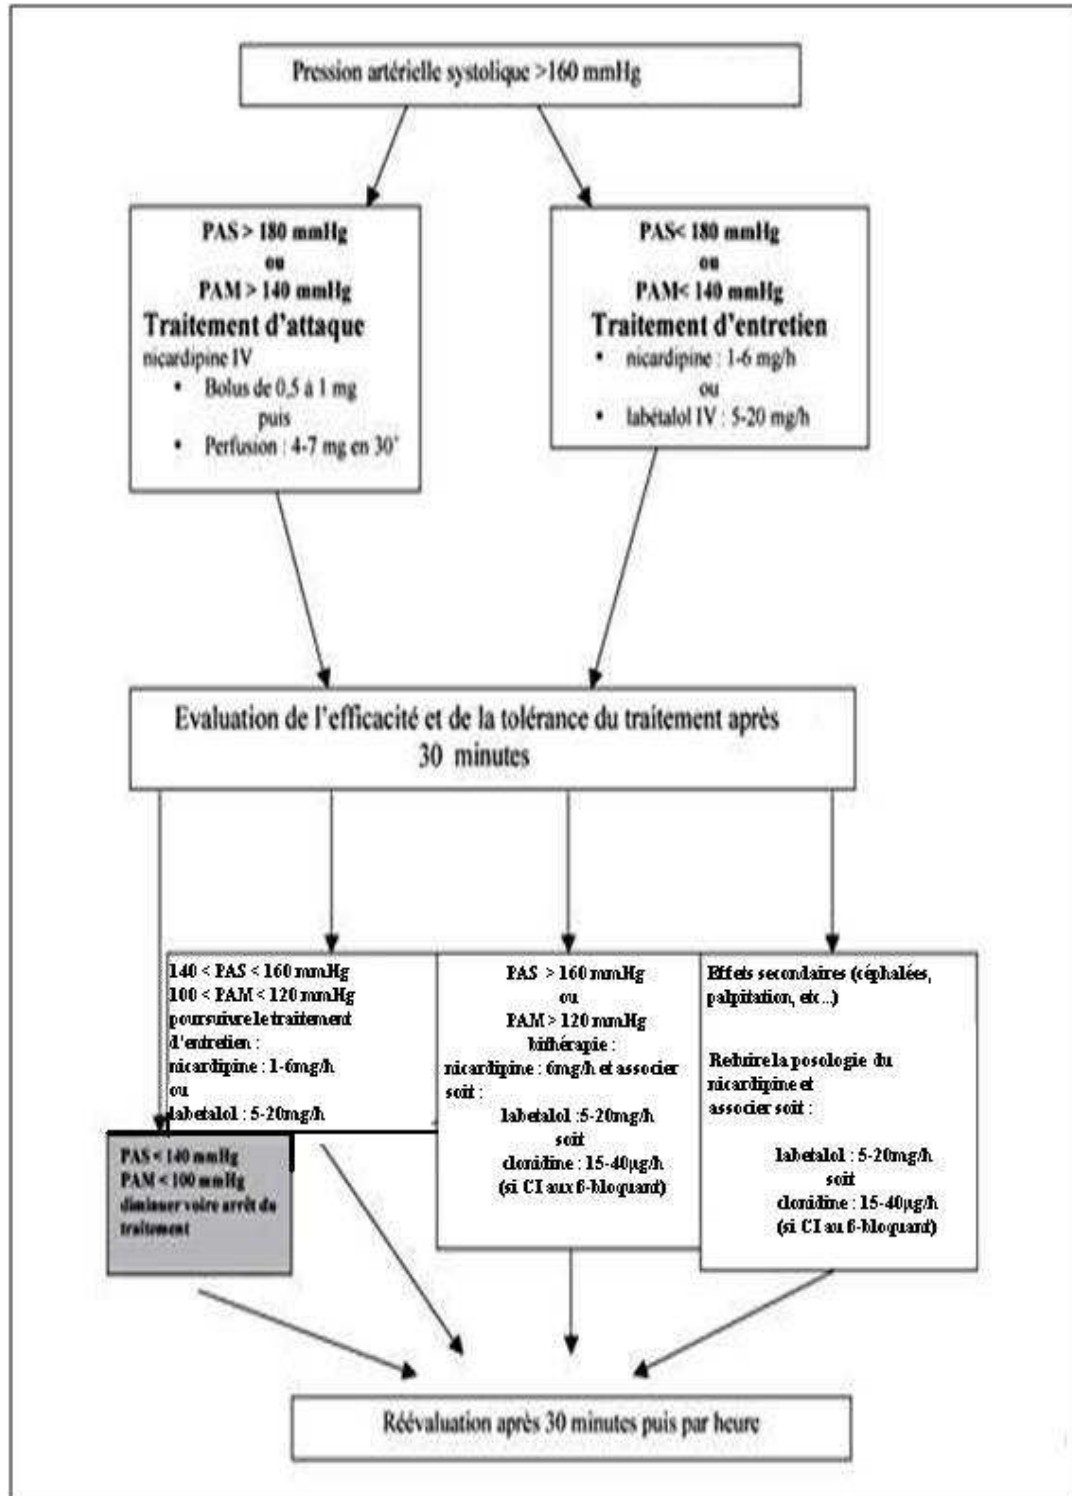 Pression artérielle systolique >160 mmHg
PAS > 180 mmHg
ou
PAM > 140 mmHg
Traitement d'attaque
nicardipine IV
• Bolus de 0,5 à 1 mg
puis
• Perfusion : 4-7 mg en 30'
PAS< 180 mmHg
ou
PAM< 140 mmHg
Traitement d'entretien
• nicardipine : 1-6 mg/h
ou
• labétalol IV : 5-20 mg/h
Evaluation de l'efficacité et de la tolérance du traitement après
30 minutes
140 < PAS < 160 mmHg
100 < PAM < 120 mmHg
poursuivre le traitement
d'entretien :
nicardipine : 1-6mg/h
ou
labetalol : 5-20mg/h
PAS < 140 mmHg
PAM < 100 mmHg
diminuer voire arrêt du
traitement
PAS > 160 mmHg
ou
PAM > 120 mmHg
bithérapie :
nicardipine : 6mg/h et associer
soit :
labetalol :5-20mg/h
soit
clonidine : 15-40µg/h
(si CI aux ß-bloquant)
Effets secondaires (céphalées,
palpitation, etc...)
Reduire la posologie du
nicardipine et
associer soit :
labetalol : 5-20mg/h
soit
clonidine : 15-40µg/h
(si CI au ß-bloquant)
Réévaluation après 30 minutes puis par heure